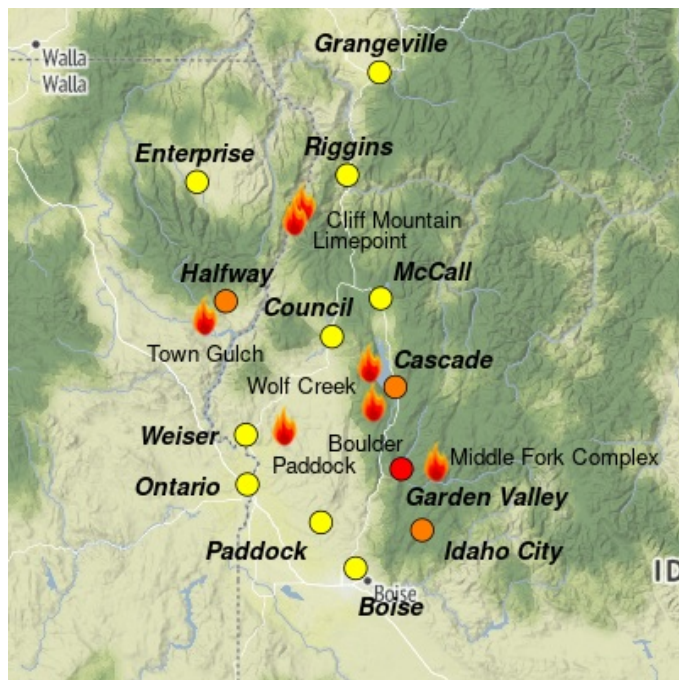 Grangeville
Walla
Walla
Enterprise
Riggins
Cliff Mountain
Limepoint
Halfway
McCall
Council
Town Gulch
Cascade
Wolf Creek
Weiser
Boulder
Middle Fork Complex
Paddock
Ontario
Garden Valley
Paddock
Idaho City
ID
Boise
Boise